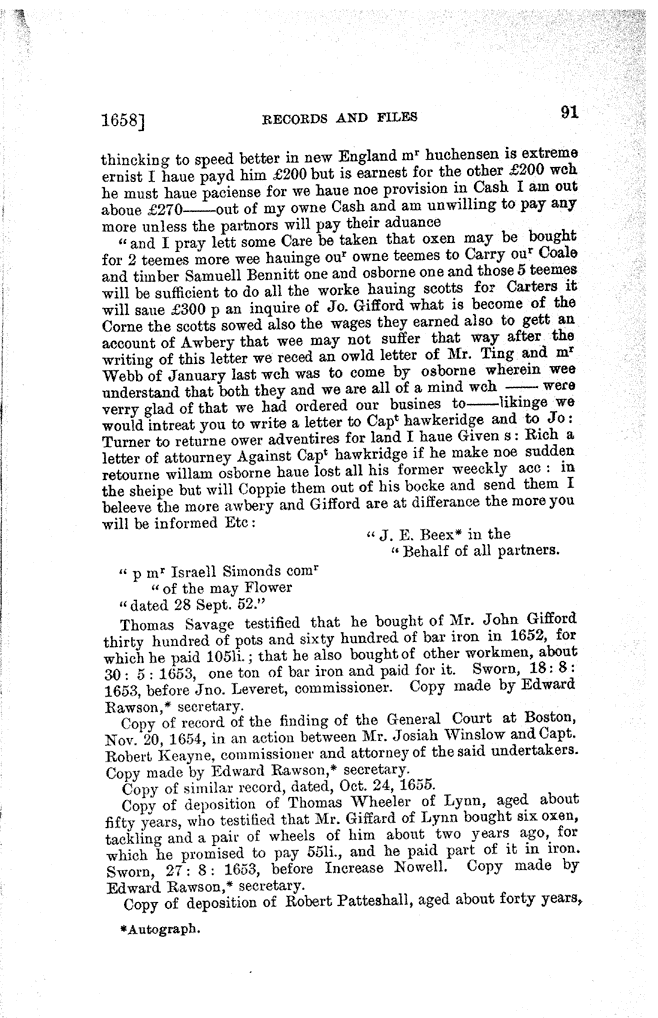 1658] RECORDS AND FILES 91
thincking to speed better in new England mʳ huchensen is extreme
ernist I haue payd him £200 but is earnest for the other £200 wch
he must haue paciense for we haue noe provision in Cash I am out
aboue £270——out of my owne Cash and am unwilling to pay any
more unless the partnors will pay their aduance
"and I pray lett some Care be taken that oxen may be bought
for 2 teemes more wee hauinge ouʳ owne teemes to Carry ouʳ Coale
and timber Samuell Bennitt one and osborne one and those 5 teemes
will be sufficient to do all the worke hauing scotts for Carters it
will saue £300 p an inquire of Jo. Gifford what is become of the
Corne the scotts sowed also the wages they earned also to gett an
account of Awbery that wee may not suffer that way after the
writing of this letter we reced an owld letter of Mr. Ting and mʳ
Webb of January last wch was to come by osborne wherein wee
understand that both they and we are all of a mind wch —— were
verry glad of that we had ordered our busines to——likinge we
would intreat you to write a letter to Capᵗ hawkeridge and to Jo:
Turner to returne ower adventires for land I haue Given s: Rich a
letter of attourney Against Capᵗ hawkridge if he make noe sudden
retourne willam osborne haue lost all his former weeckly acc : in
the sheipe but will Coppie them out of his bocke and send them I
beleeve the more awbery and Gifford are at differance the more you
will be informed Etc:
"J. E. Beex* in the
"Behalf of all partners.
"p mʳ Israell Simonds comʳ
"of the may Flower
"dated 28 Sept. 52."
Thomas Savage testified that he bought of Mr. John Gifford
thirty hundred of pots and sixty hundred of bar iron in 1652, for
which he paid 105li.; that he also bought of other workmen, about
30: 5: 1653, one ton of bar iron and paid for it. Sworn, 18: 8:
1653, before Jno. Leveret, commissioner. Copy made by Edward
Rawson,* secretary.
Copy of record of the finding of the General Court at Boston,
Nov. 20, 1654, in an action between Mr. Josiah Winslow and Capt.
Robert Keayne, commissioner and attorney of the said undertakers.
Copy made by Edward Rawson,* secretary.
Copy of similar record, dated, Oct. 24, 1655.
Copy of deposition of Thomas Wheeler of Lynn, aged about
fifty years, who testified that Mr. Giffard of Lynn bought six oxen,
tackling and a pair of wheels of him about two years ago, for
which he promised to pay 55li., and he paid part of it in iron.
Sworn, 27: 8: 1653, before Increase Nowell. Copy made by
Edward Rawson,* secretary.
Copy of deposition of Robert Patteshall, aged about forty years,
*Autograph.